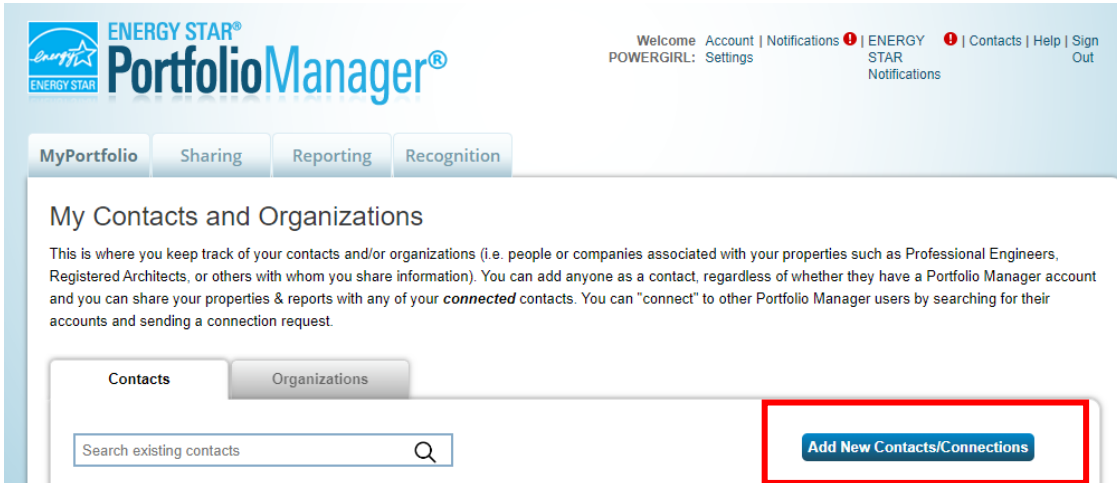 ENERGY STAR®
PortfolioManager®
energy
ENERGY STAR
Welcome POWERGIRL: Account Settings | Notifications | ENERGY STAR Notifications | Contacts | Help | Sign Out
MyPortfolio Sharing Reporting Recognition
My Contacts and Organizations
This is where you keep track of your contacts and/or organizations (i.e. people or companies associated with your properties such as Professional Engineers,
Registered Architects, or others with whom you share information). You can add anyone as a contact, regardless of whether they have a Portfolio Manager account
and you can share your properties & reports with any of your connected contacts. You can "connect" to other Portfolio Manager users by searching for their
accounts and sending a connection request.
Contacts Organizations
Search existing contacts Add New Contacts/Connections